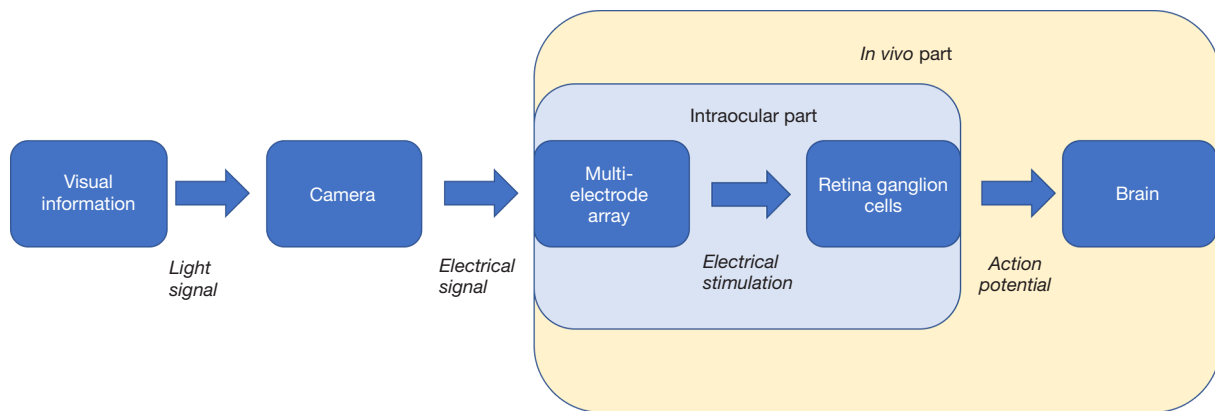 In vivo part
Intraocular part
Visual
information
Camera
Multi-
electrode
array
Retina ganglion
cells
Brain
Light
signal
Electrical
signal
Electrical
stimulation
Action
potential